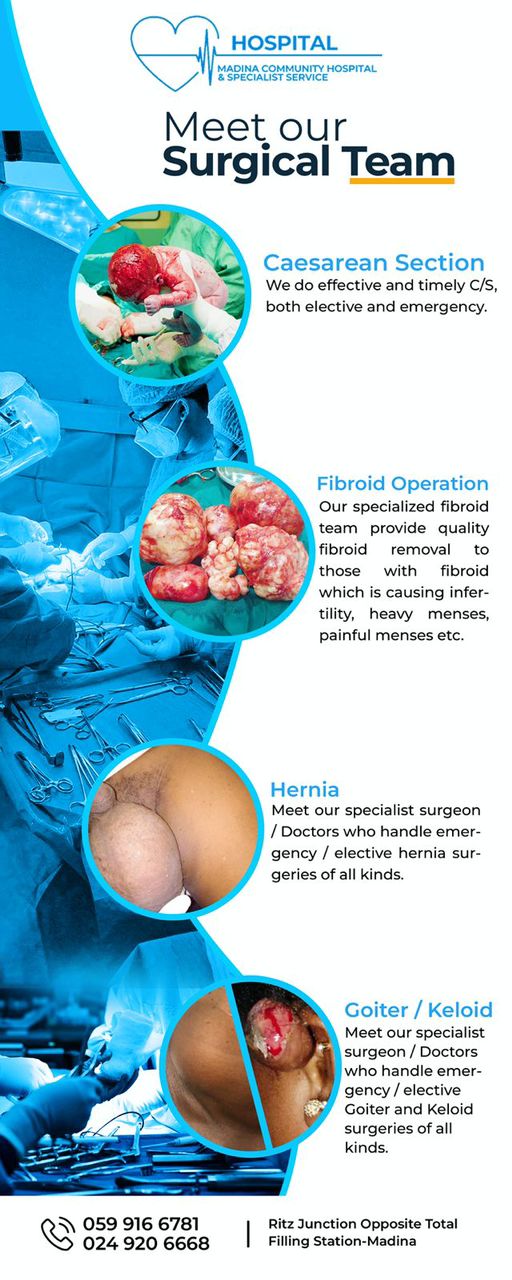 HOSPITAL
MADINA COMMUNITY HOSPITAL
& SPECIALIST SERVICE
Meet our
Surgical Team
Caesarean Section
We do effective and timely C/S,
both elective and emergency.
Fibroid Operation
Our specialized fibroid
team provide quality
fibroid removal to
those with fibroid
which is causing infer-
tility, heavy menses,
painful menses etc.
Hernia
Meet our specialist surgeon
/ Doctors who handle emer-
gency / elective hernia sur-
geries of all kinds.
Goiter / Keloid
Meet our specialist
surgeon / Doctors
who handle emer-
gency / elective
Goiter and Keloid
surgeries of all
kinds.
059 916 6781
024 920 6668
Ritz Junction Opposite Total
Filling Station-Madina